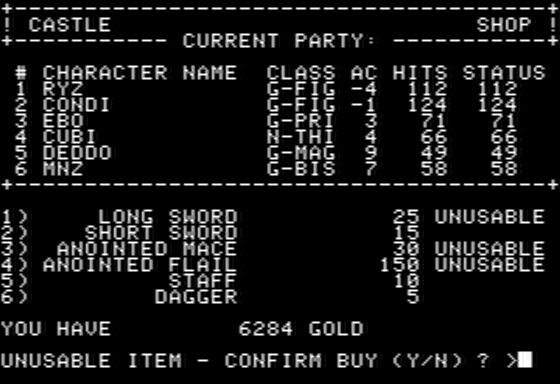 ! CASTLE SHOP !
CURRENT PARTY:
# CHARACTER NAME CLASS AC HITS STATUS
1 RYZ G-FIG -4 112 112
2 CONDI G-FIG -1 124 124
3 EBO G-PRI 3 71 71
4 CUBI N-THI 4 66 66
5 DEDDO G-MAG 9 49 49
6 MNZ G-BIS 7 58 58
1) LONG SWORD 25 UNUSABLE
2) SHORT SWORD 15
3) ANOINTED MACE 30 UNUSABLE
4) ANOINTED FLAIL 150 UNUSABLE
5) STAFF 10
6) DAGGER 5
YOU HAVE 6284 GOLD
UNUSABLE ITEM - CONFIRM BUY (Y/N) ? >